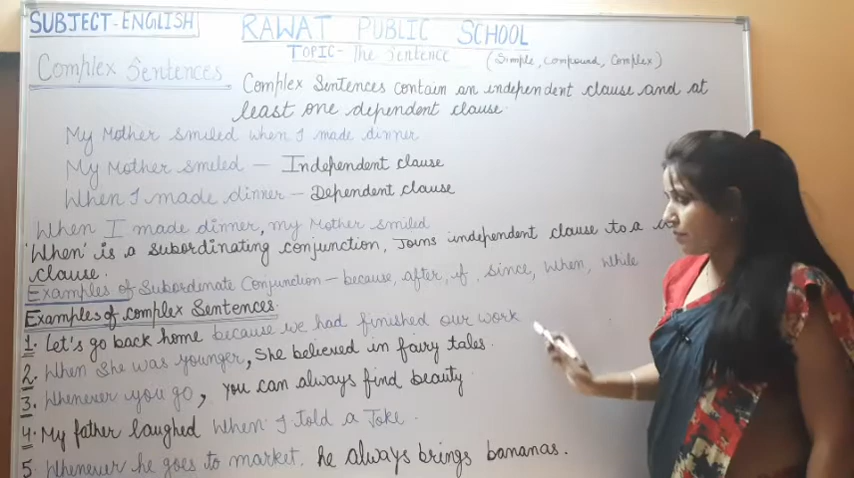 SUBJECT-ENGLISH
RAWAT PUBLIC SCHOOL
TOPIC- The Sentence
(Simple, compound, complex)
Complex Sentences
Complex Sentences contain an independent clause and at
least one dependent clause.
My Mother smiled when I made dinner
My Mother smiled — Independent clause
When I made dinner — Dependent clause
When I made dinner, my Mother smiled
'When' is a subordinating conjunction, Joins independent clause to a
clause.
Examples of Subordinate Conjunction — because, after, if, since, when, while
Examples of complex Sentences.
1. Let's go back home because we had finished our work
2. When She was younger, She believed in fairy tales.
3. Whenever you go, you can always find beauty
4. My father laughed When I told a Joke.
5. Whenever he goes to market. he always brings bananas.